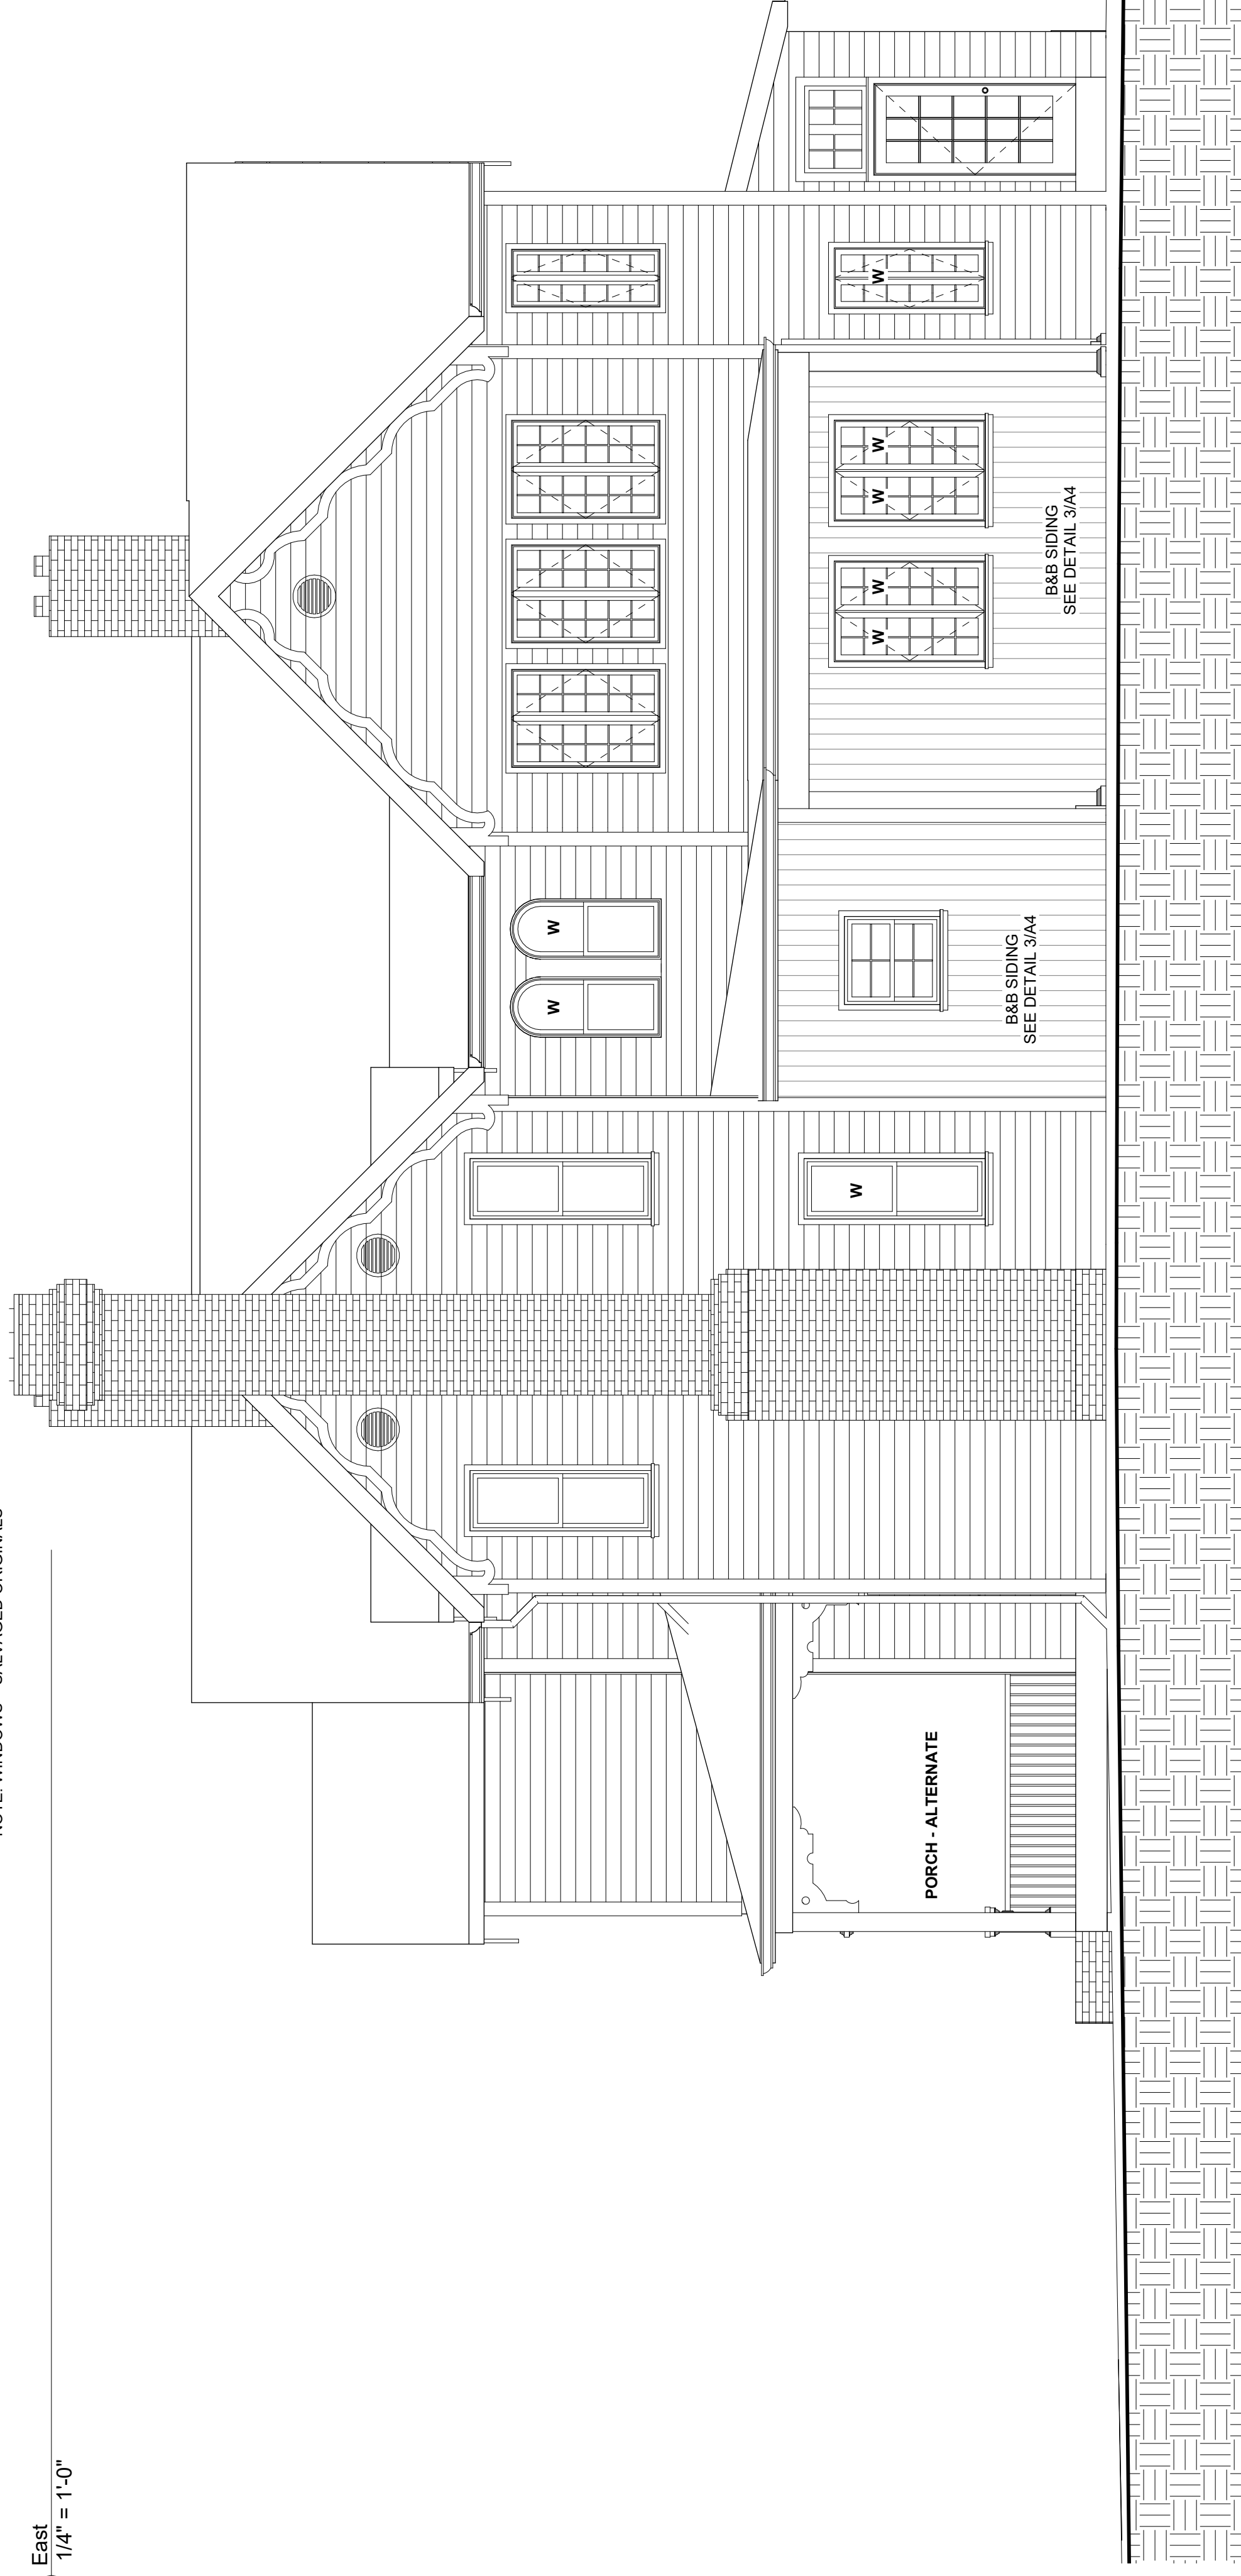 East
1/4" = 1'-0"
W W
W
W W W W W
PORCH - ALTERNATE
B&B SIDING
SEE DETAIL 3/A4
B&B SIDING
SEE DETAIL 3/A4